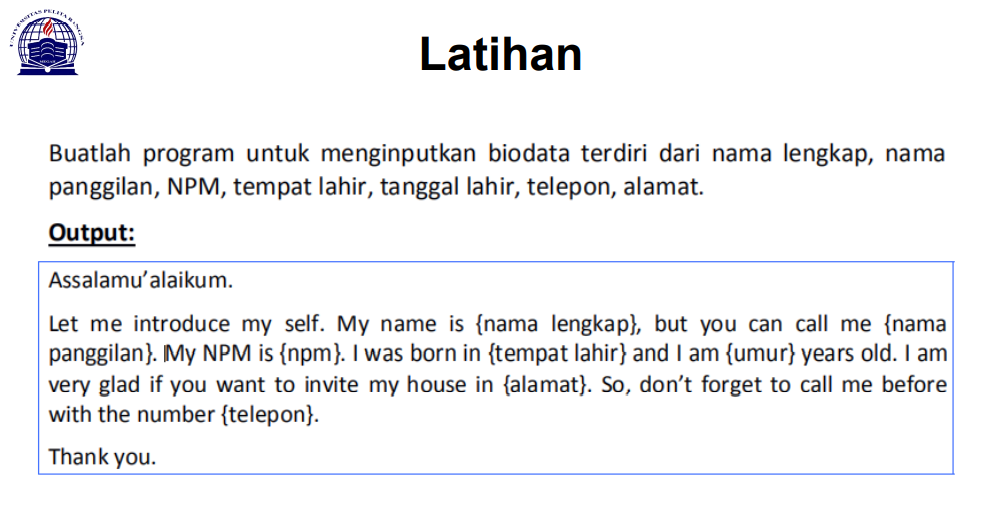 UNIVERSITAS PELITA BANGSA
Latihan
Buatlah program untuk menginputkan biodata terdiri dari nama lengkap, nama
panggilan, NPM, tempat lahir, tanggal lahir, telepon, alamat.
Output:
Assalamu’alaikum.
Let me introduce my self. My name is {nama lengkap}, but you can call me {nama
panggilan}. My NPM is {npm}. I was born in {tempat lahir} and I am {umur} years old. I am
very glad if you want to invite my house in {alamat}. So, don’t forget to call me before
with the number {telepon}.
Thank you.